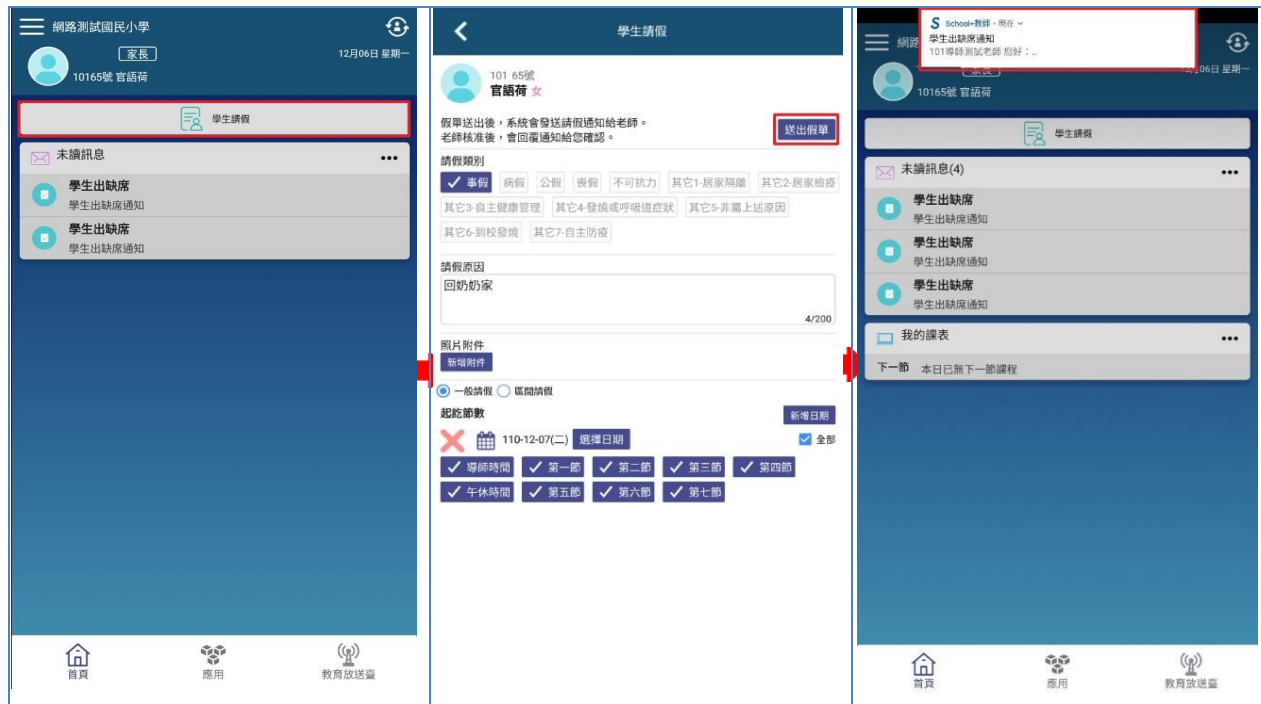 網路測試國民小學
家長
12月06日 星期一
10165號 官語荷
學生請假
未讀訊息
學生出缺席
學生出缺席通知
學生出缺席
學生出缺席通知
首頁
應用
教育放送臺
學生請假
101 65號
官語荷 女
假單送出後，系統會發送請假通知給老師。
老師核准後，會回覆通知給您確認。
送出假單
請假類別
事假 病假 公假 喪假 不可抗力 其它1-居家隔離 其它2-居家檢疫
其它3-自主健康管理 其它4-發燒或呼吸道症狀 其它5-非屬上述原因
其它6-到校發燒 其它7-自主防疫
請假原因
回奶奶家
4/200
照片附件
新增附件
一般請假 區間請假
起訖節數
新增日期
110-12-07(二) 選擇日期 全部
導師時間 第一節 第二節 第三節 第四節
午休時間 第五節 第六節 第七節
S School+教師・現在
學生出缺席通知
101導師測試老師 您好：..
網路
06日 星期一
10165號 官語荷
學生請假
未讀訊息(4)
學生出缺席
學生出缺席通知
學生出缺席
學生出缺席通知
學生出缺席
學生出缺席通知
我的課表
下一節 本日已無下一節課程
首頁
應用
教育放送臺